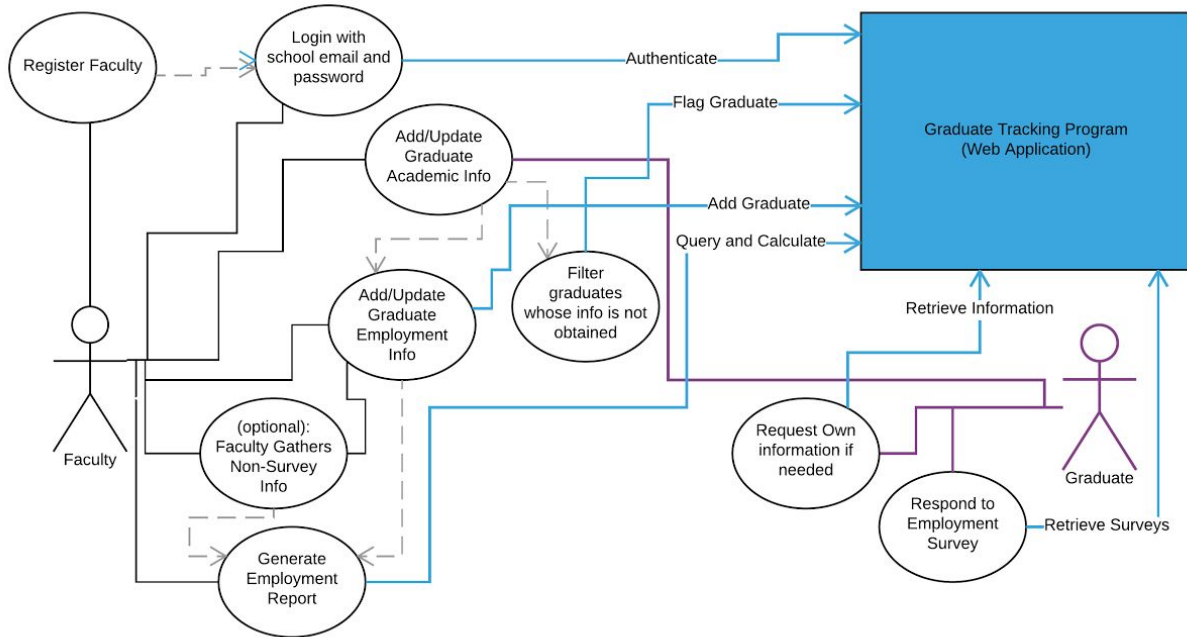 Register Faculty
Login with
school email and
password
Authenticate
Flag Graduate
Graduate Tracking Program
(Web Application)
Add/Update
Graduate
Academic Info
Add Graduate
Query and Calculate
Filter
graduates
whose info is not
obtained
Add/Update
Graduate
Employment
Info
Retrieve Information
Faculty
(optional):
Faculty Gathers
Non-Survey
Info
Request Own
information if
needed
Graduate
Respond to
Employment
Survey
Retrieve Surveys
Generate
Employment
Report